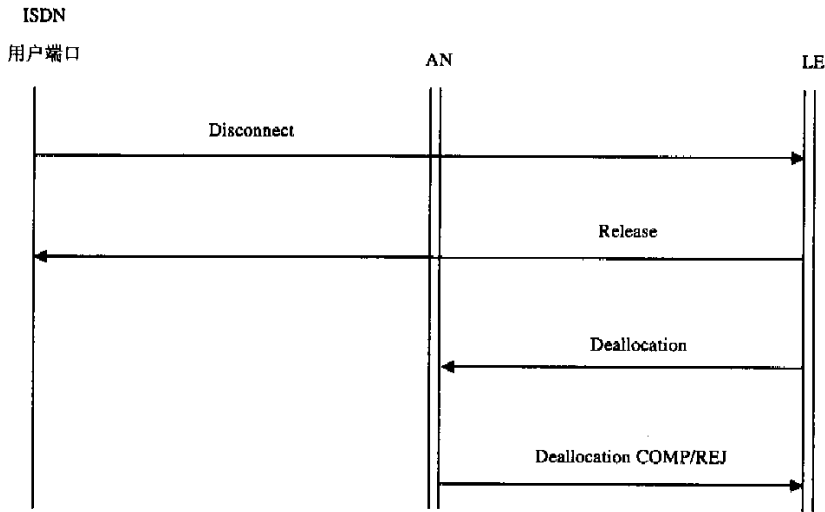 ISDN
用户端口
AN
LE
Disconnect
Release
Deallocation
Deallocation COMP/REJ